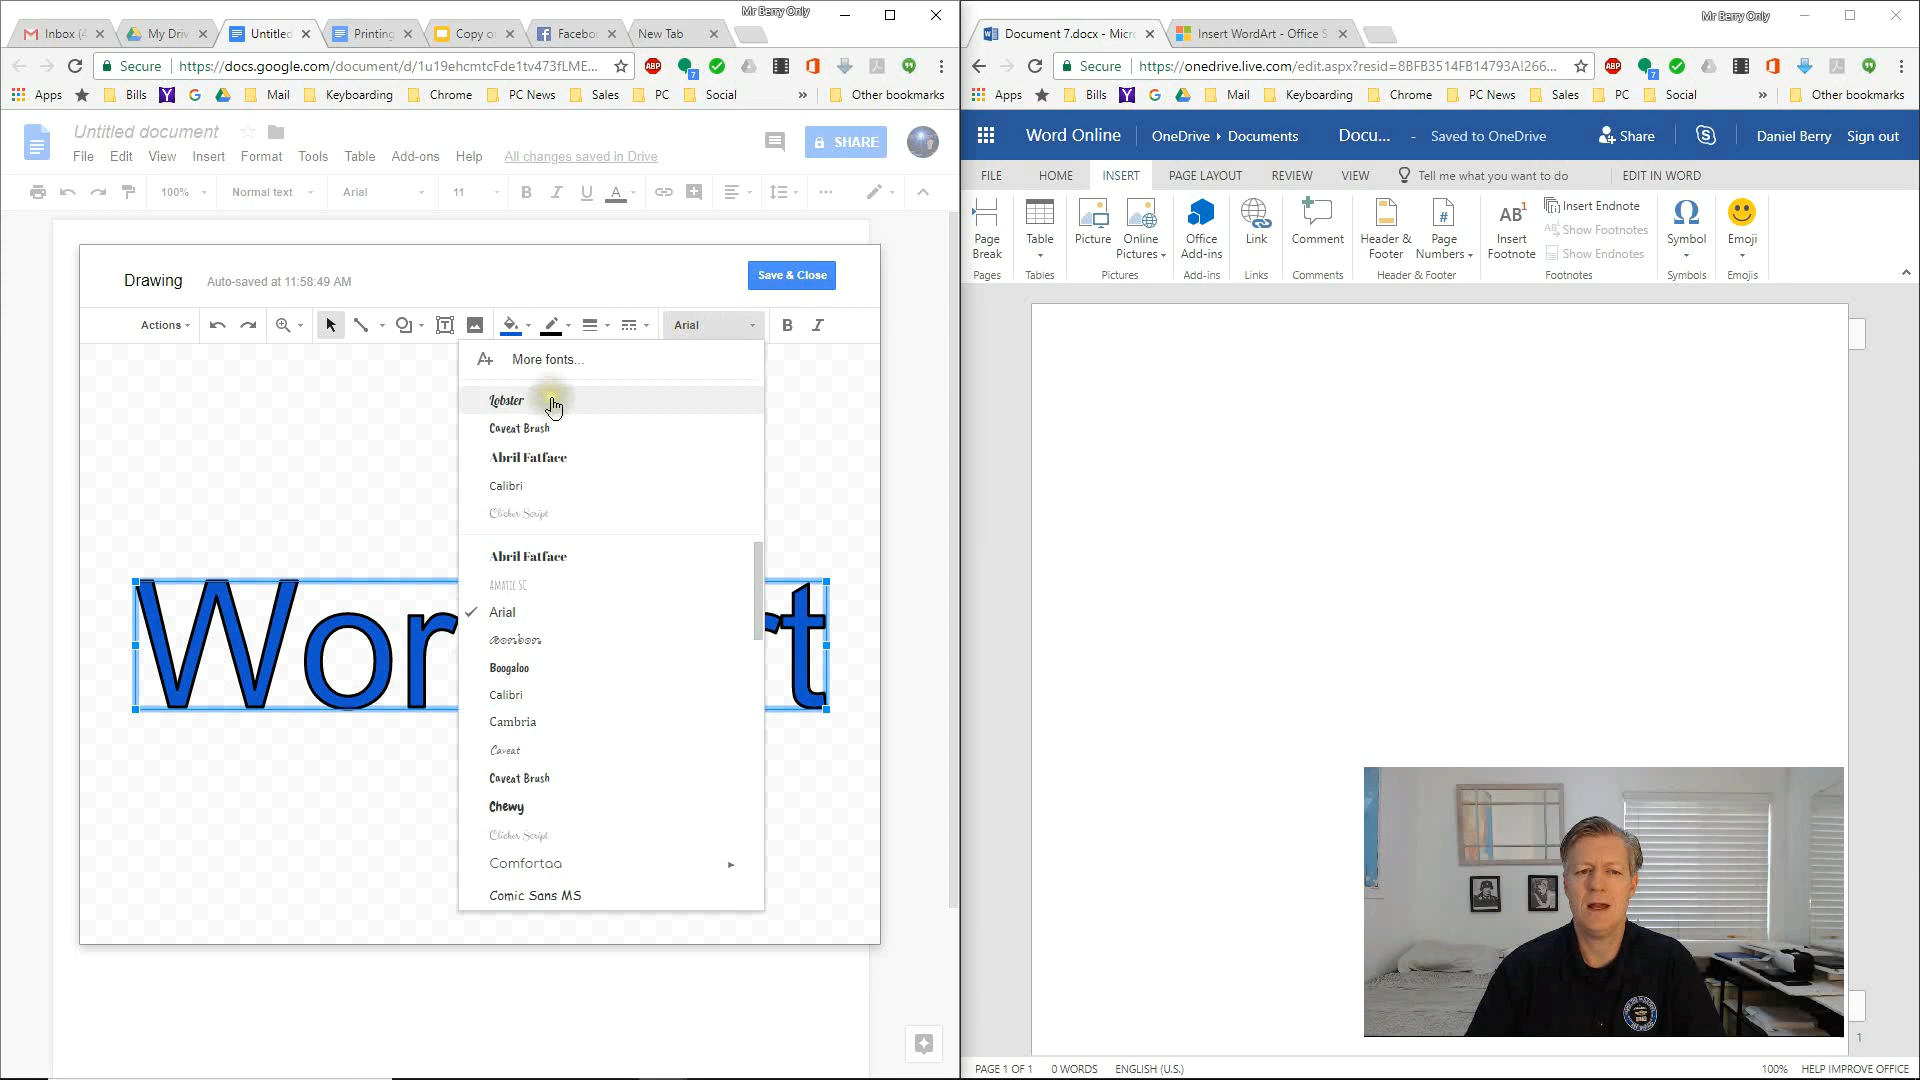 Mr Berry Only
Inbox (4
My Driv
Untitled
Printing
Copy o
Faceboo
New Tab
Secure
https://docs.google.com/document/d/1u19ehcmtcFde1tv473fLME...
ABP
7
Apps
Bills
Mail
Keyboarding
Chrome
PC News
Sales
PC
Social
»
Other bookmarks
Untitled document
File Edit View Insert Format Tools Table Add-ons Help All changes saved in Drive
SHARE
100% Normal text Arial 11 B I U A
Drawing
Auto-saved at 11:58:49 AM
Save & Close
Actions
Arial
B I
More fonts...
Lobster
Caveat Brush
Abril Fatface
Calibri
Clicker Script
Abril Fatface
Amatic SC
Arial
Bonbon
Boogaloo
Calibri
Cambria
Caveat
Caveat Brush
Chewy
Clicker Script
Comfortaa
Comic Sans MS
Wor
rt
Mr Berry Only
Document 7.docx - Micr
Insert WordArt - Office S
Secure
https://onedrive.live.com/edit.aspx?resid=8BFB3514FB14793A!266...
ABP
7
Apps
Bills
Mail
Keyboarding
Chrome
PC News
Sales
PC
Social
»
Other bookmarks
Word Online
OneDrive
Documents
Docu...
- Saved to OneDrive
Share
Daniel Berry
Sign out
FILE HOME INSERT PAGE LAYOUT REVIEW VIEW Tell me what you want to do EDIT IN WORD
Page Break
Table
Picture
Online Pictures
Office Add-ins
Link
Comment
Header & Footer
Page Numbers
AB1
Insert Footnote
Insert Endnote
Show Footnotes
Show Endnotes
Symbol
Emoji
Pages Tables Pictures Add-ins Links Comments Header & Footer Footnotes Symbols Emojis
1
PAGE 1 OF 1 0 WORDS ENGLISH (U.S.)
100% HELP IMPROVE OFFICE